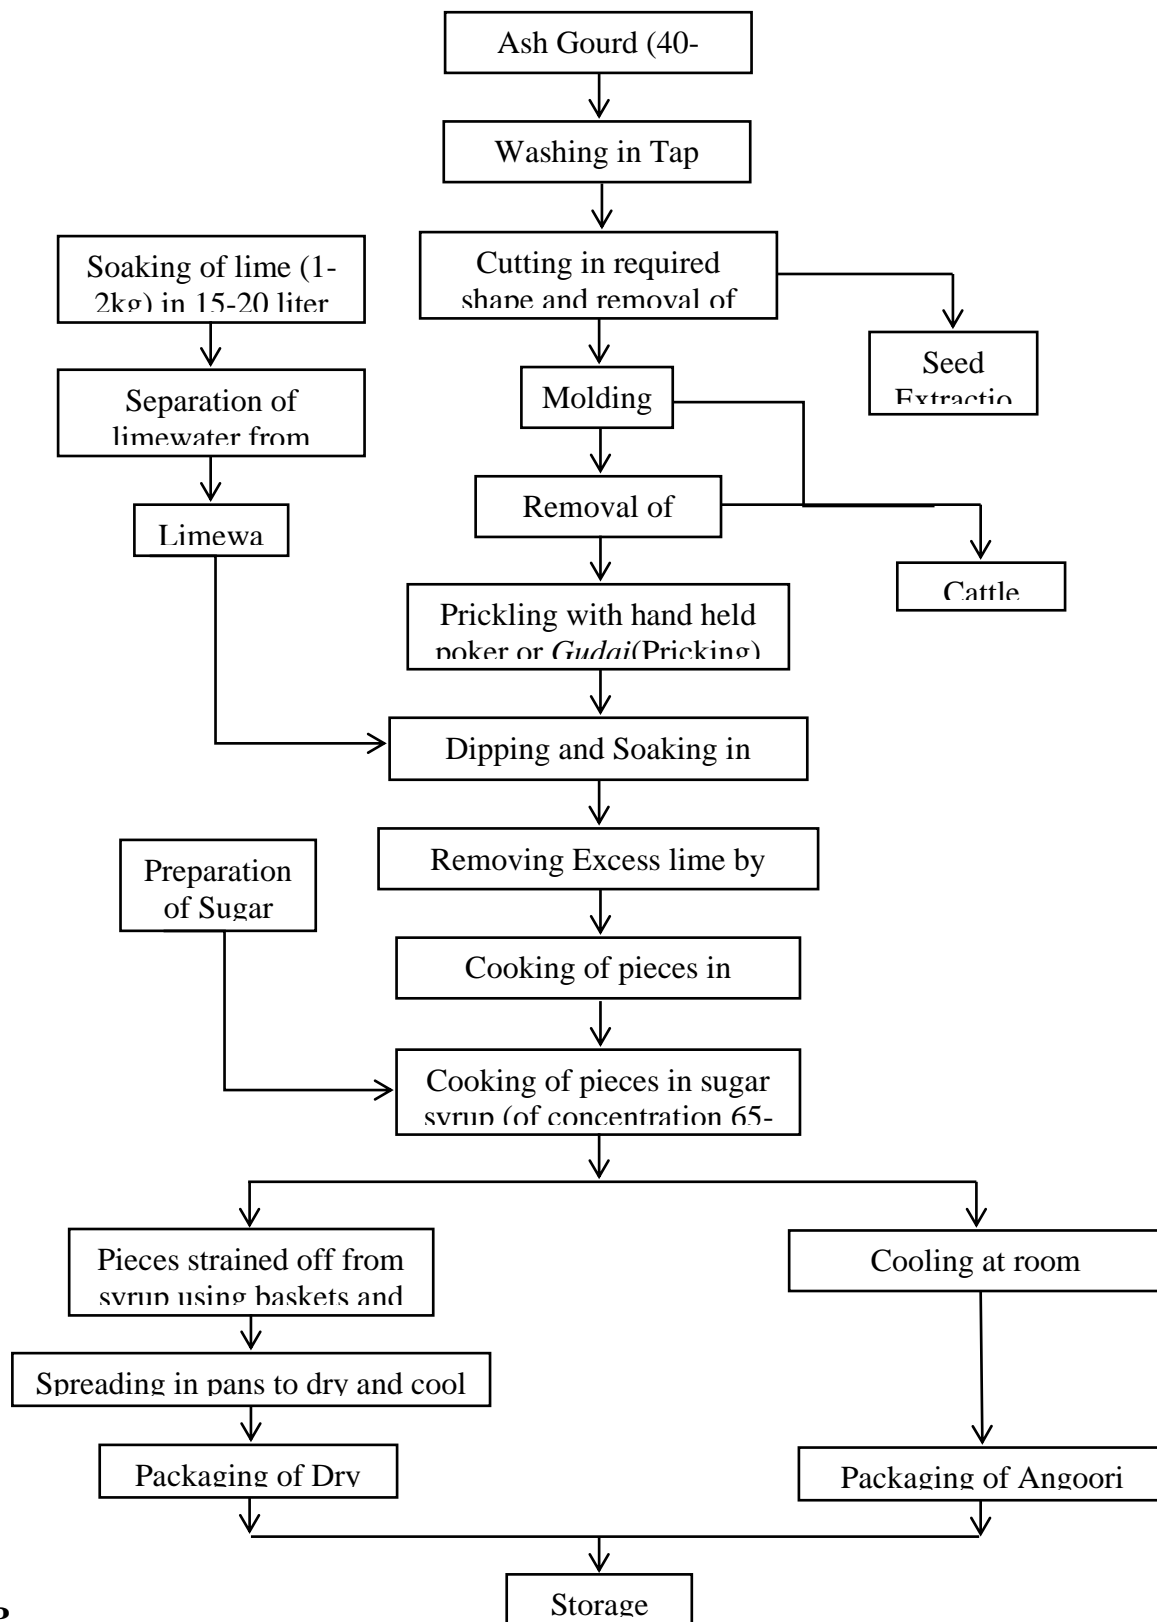 Ash Gourd (40-
Washing in Tap
Cutting in required
shape and removal of
Seed
Extractio
Soaking of lime (1-
2kg) in 15-20 liter
Separation of
limewater from
Limewa
Molding
Removal of
Cattle
Prickling with hand held
poker or Gudai(Pricking)
Dipping and Soaking in
Removing Excess lime by
Preparation
of Sugar
Cooking of pieces in
Cooking of pieces in sugar
syrup (of concentration 65-
Pieces strained off from
syrup using baskets and
Spreading in pans to dry and cool
Packaging of Dry
Cooling at room
Packaging of Angoori
Storage